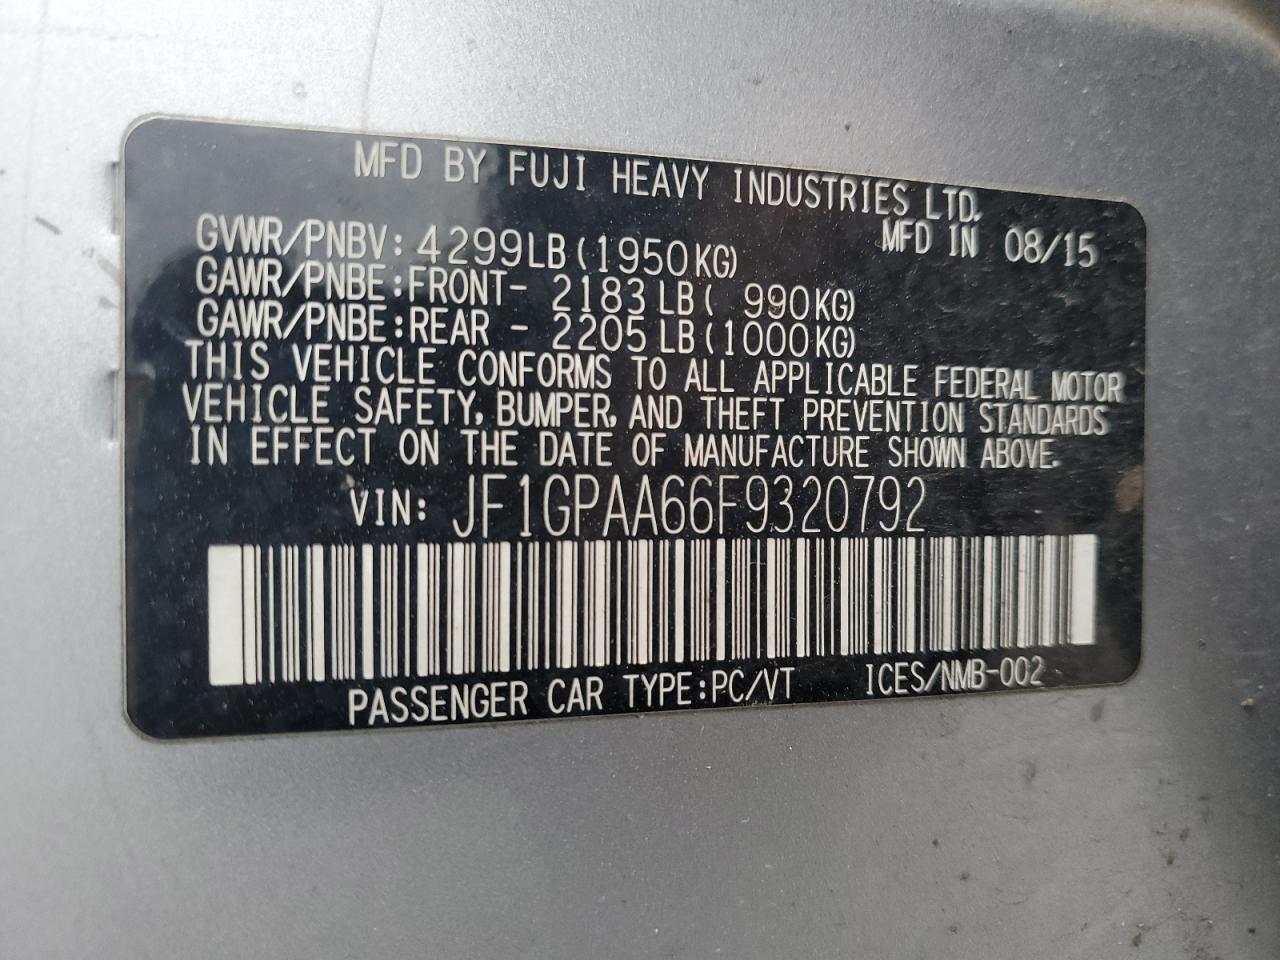 MFD BY FUJI HEAVY INDUSTRIES LTD.
MFD IN 08/15
GVWR/PNBV: 4299LB(1950KG)
GAWR/PNBE:FRONT- 2183LB( 990KG)
GAWR/PNBE:REAR - 2205LB(1000KG)
THIS VEHICLE CONFORMS TO ALL APPLICABLE FEDERAL MOTOR
VEHICLE SAFETY, BUMPER, AND THEFT PREVENTION STANDARDS
IN EFFECT ON THE DATE OF MANUFACTURE SHOWN ABOVE.
VIN: JF1GPAA66F9320792
PASSENGER CAR TYPE:PC/VT ICES/NMB-002